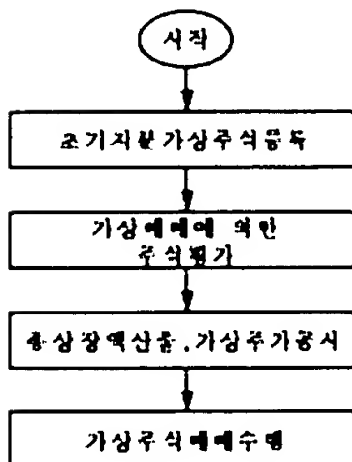 시작
초기지분가상주식등록
가상매매에 의한
주식평가
총상장액산출,가상주가공시
가상주식매매수행